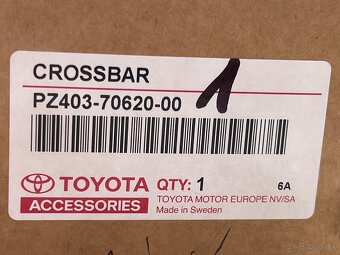 CROSSBAR
1
PZ403-70620-00
TOYOTA
ACCESSORIES
QTY: 1
6A
TOYOTA MOTOR EUROPE NV/SA
Made in Sweden